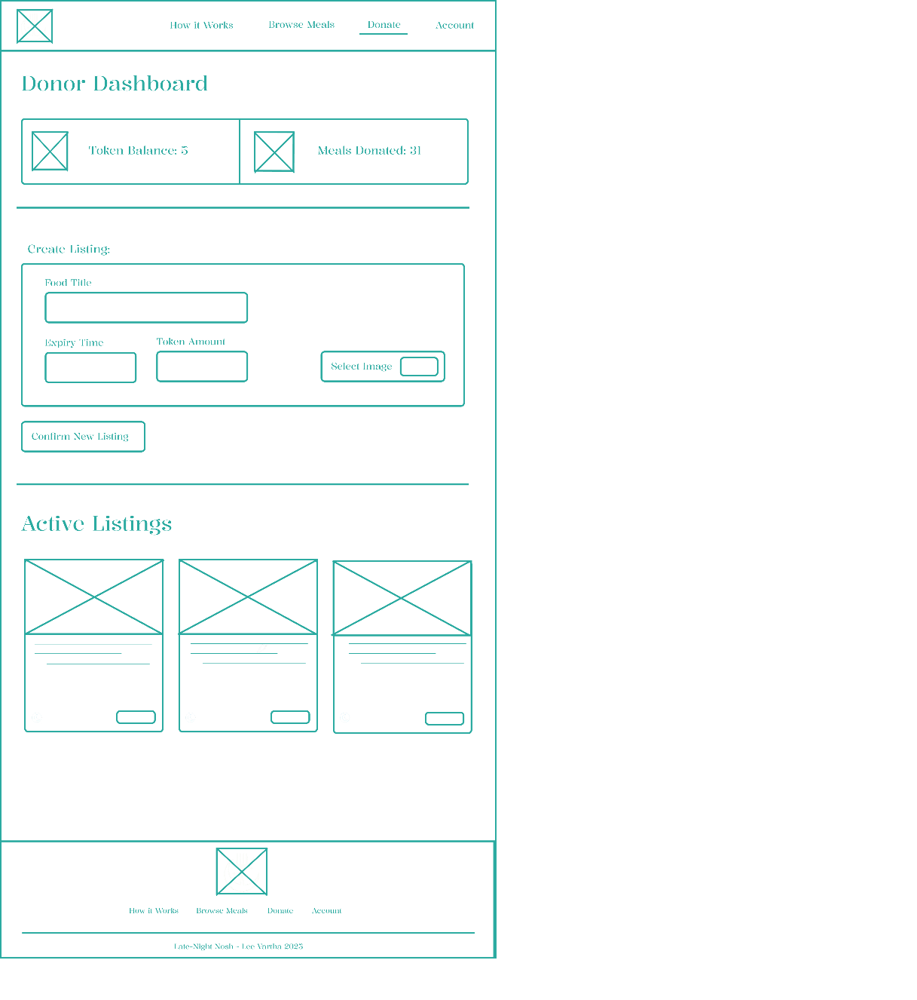 How it Works Browse Meals Donate Account
Donor Dashboard
Token Balance: 5 Meals Donated: 31
Create Listing:
Food Title
Expiry Time Token Amount
Select Image
Confirm New Listing
Active Listings
How it Works Browse Meals Donate Account
Late-Night Nosh - Lee Vartha 2025